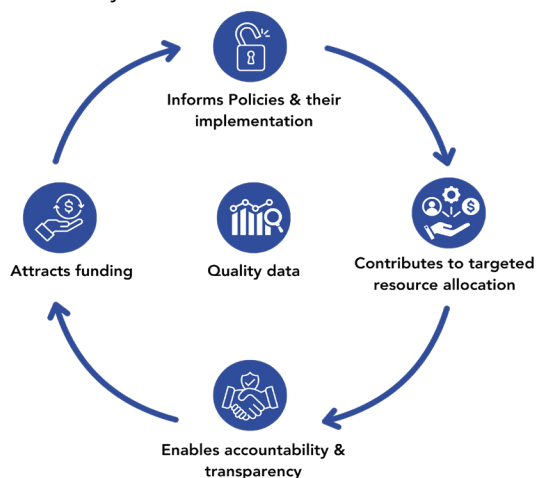 Informs Policies & their
implementation
Attracts funding
Quality data
Contributes to targeted
resource allocation
Enables accountability &
transparency